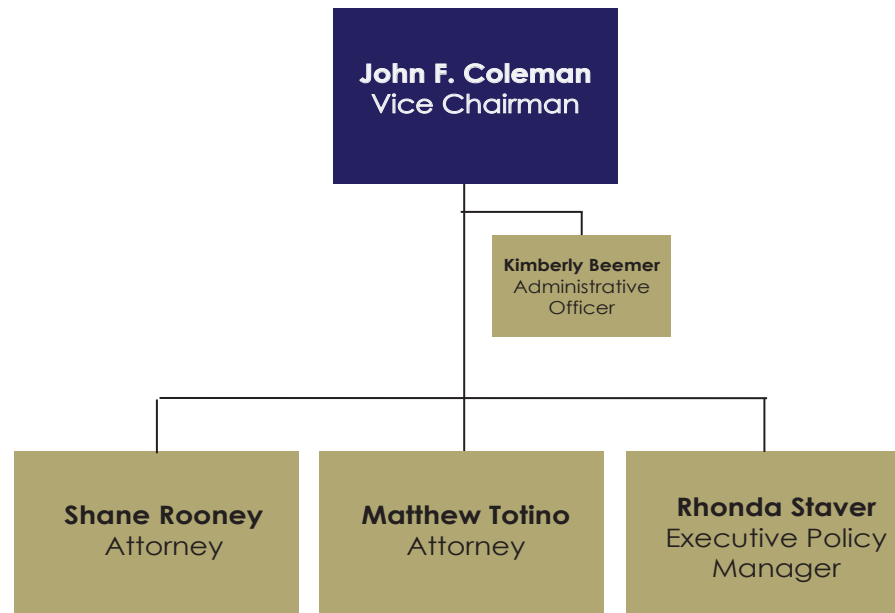 John F. Coleman
Vice Chairman
Kimberly Beemer
Administrative
Officer
Shane Rooney
Attorney
Matthew Totino
Attorney
Rhonda Staver
Executive Policy
Manager